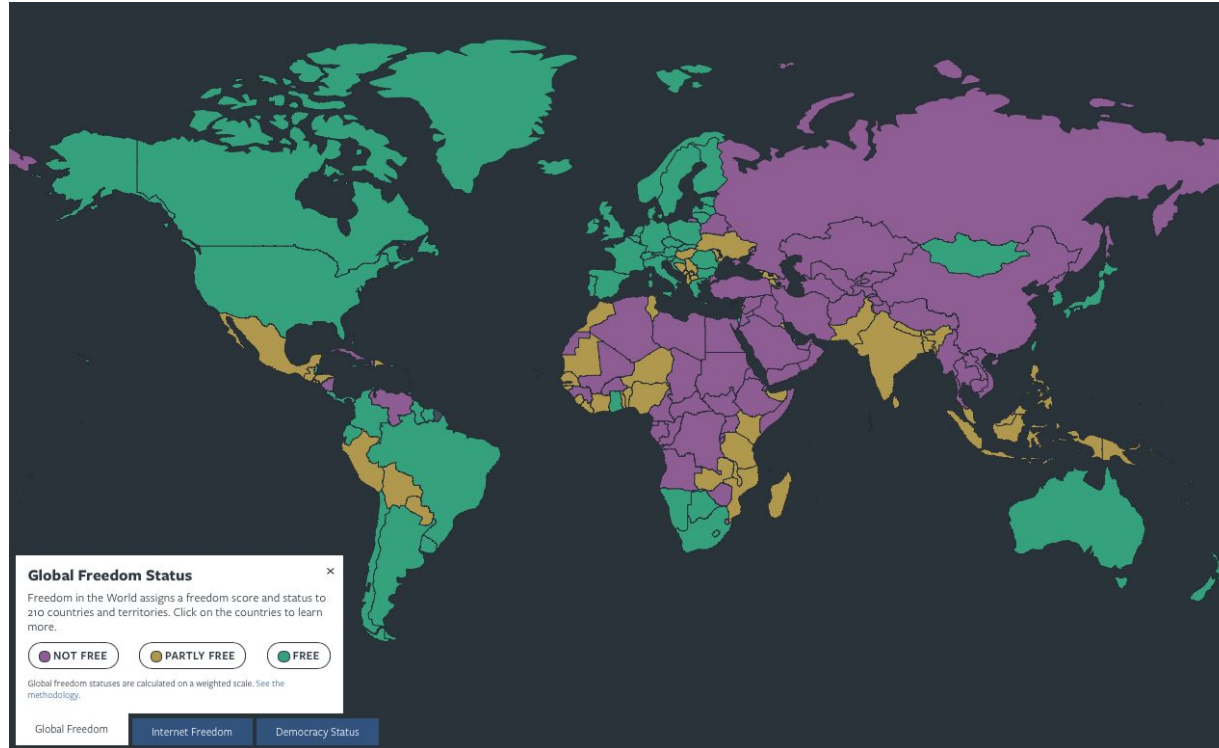 Global Freedom Status
×
Freedom in the World assigns a freedom score and status to
210 countries and territories. Click on the countries to learn
more.
NOT FREE
PARTLY FREE
FREE
Global freedom statuses are calculated on a weighted scale. See the
methodology.
Global Freedom
Internet Freedom
Democracy Status